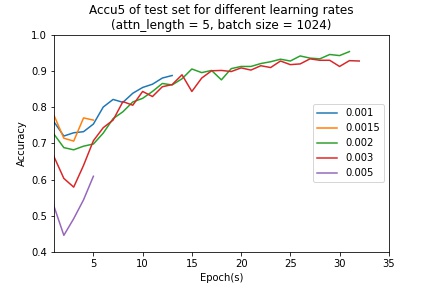 Accu5 of test set for different learning rates
(attn_length = 5, batch size = 1024)
1.0
0.9
0.8
0.7
0.6
0.5
0.4
Accuracy
0.001
0.0015
0.002
0.003
0.005
5 10 15 20 25 30 35
Epoch(s)